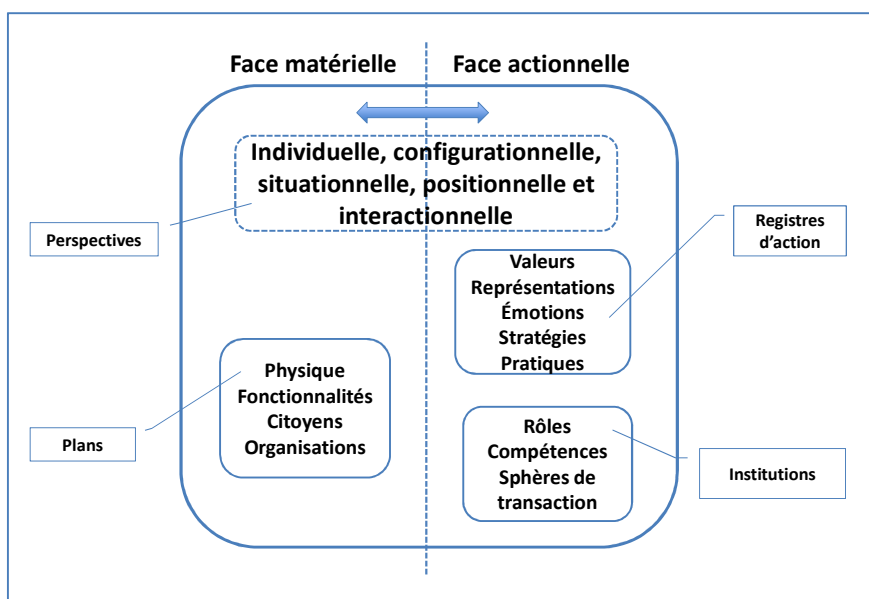 Face matérielle
Face actionnelle
Individuelle, configurationnelle,
situationnelle, positionnelle et
interactionnelle
Perspectives
Registres
d'action
Valeurs
Représentations
Émotions
Stratégies
Pratiques
Physique
Fonctionnalités
Citoyens
Organisations
Plans
Rôles
Compétences
Sphères de
transaction
Institutions